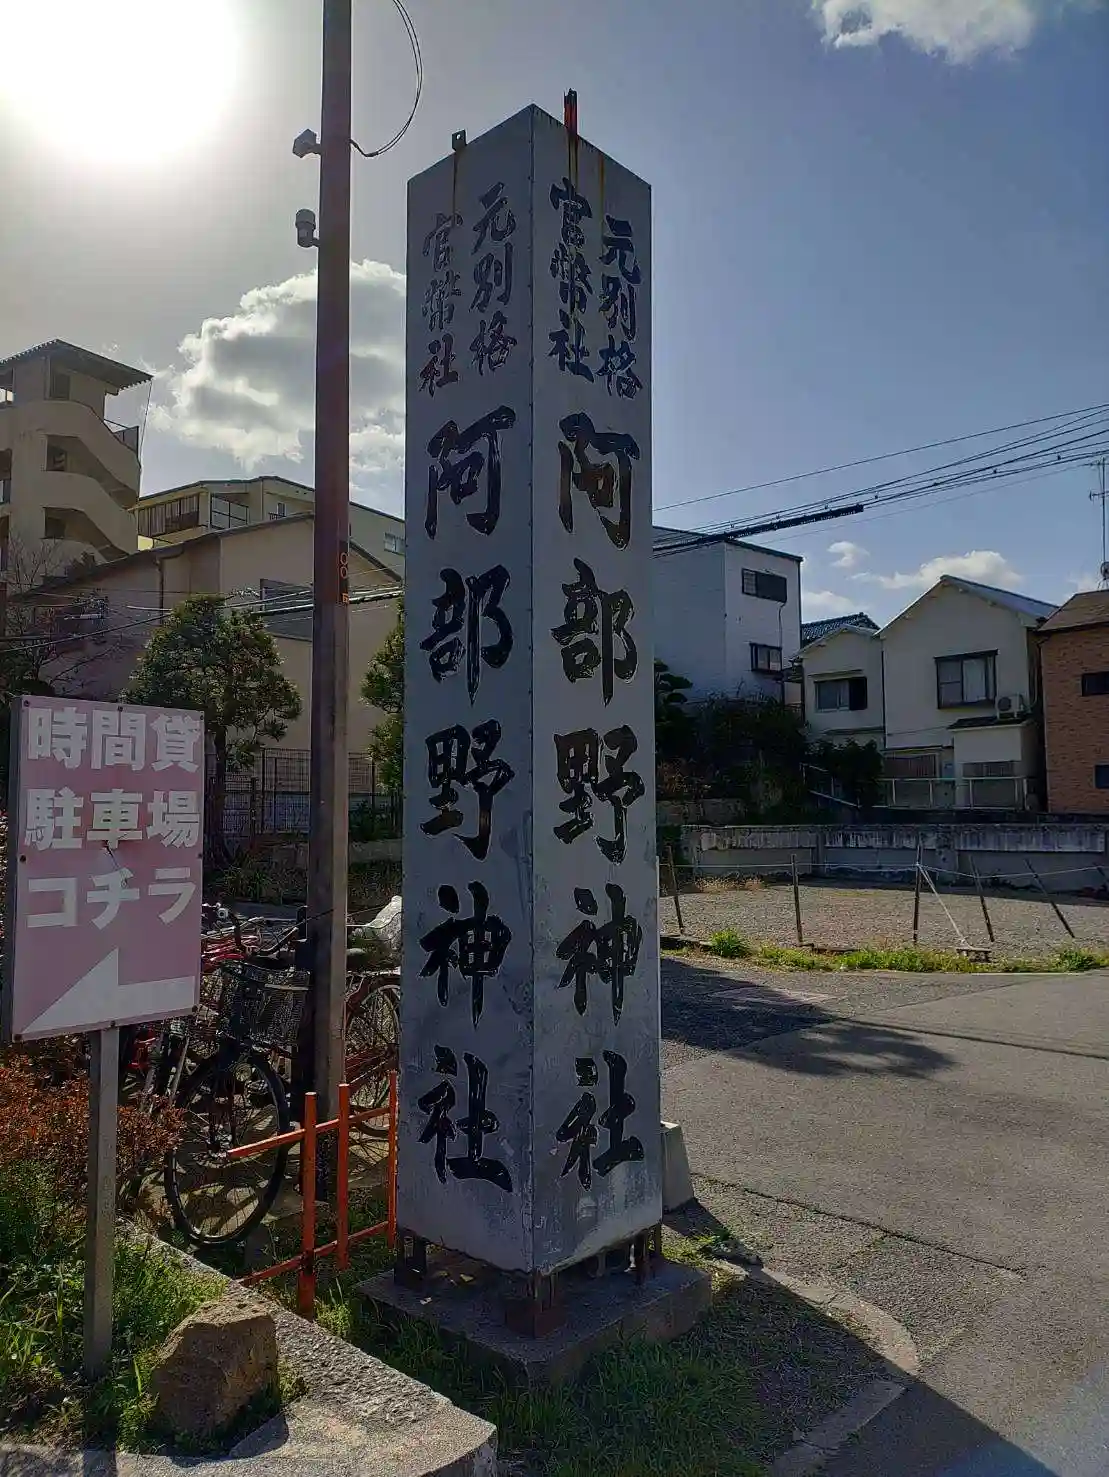 時間貸
駐車場
コチラ
元別格
官幣社
阿部野神社
元別格
官幣社
阿部野神社